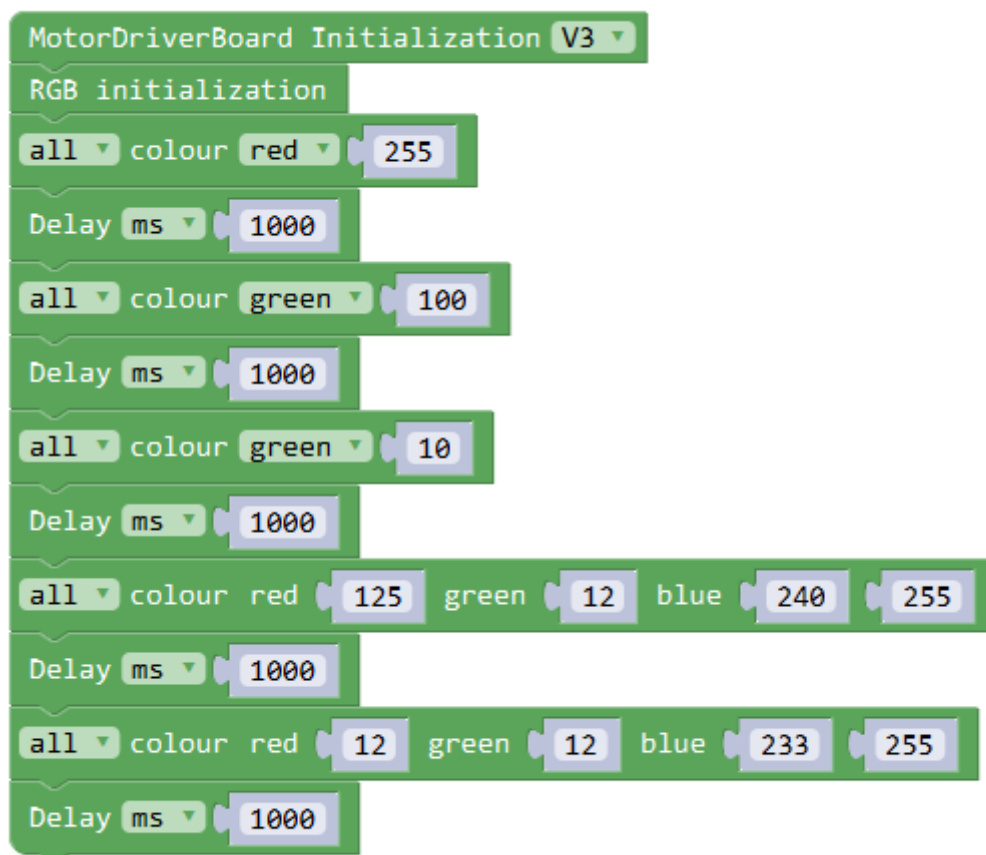 MotorDriverBoard Initialization V3
RGB initialization
all colour red 255
Delay ms 1000
all colour green 100
Delay ms 1000
all colour green 10
Delay ms 1000
all colour red 125 green 12 blue 240 255
Delay ms 1000
all colour red 12 green 12 blue 233 255
Delay ms 1000